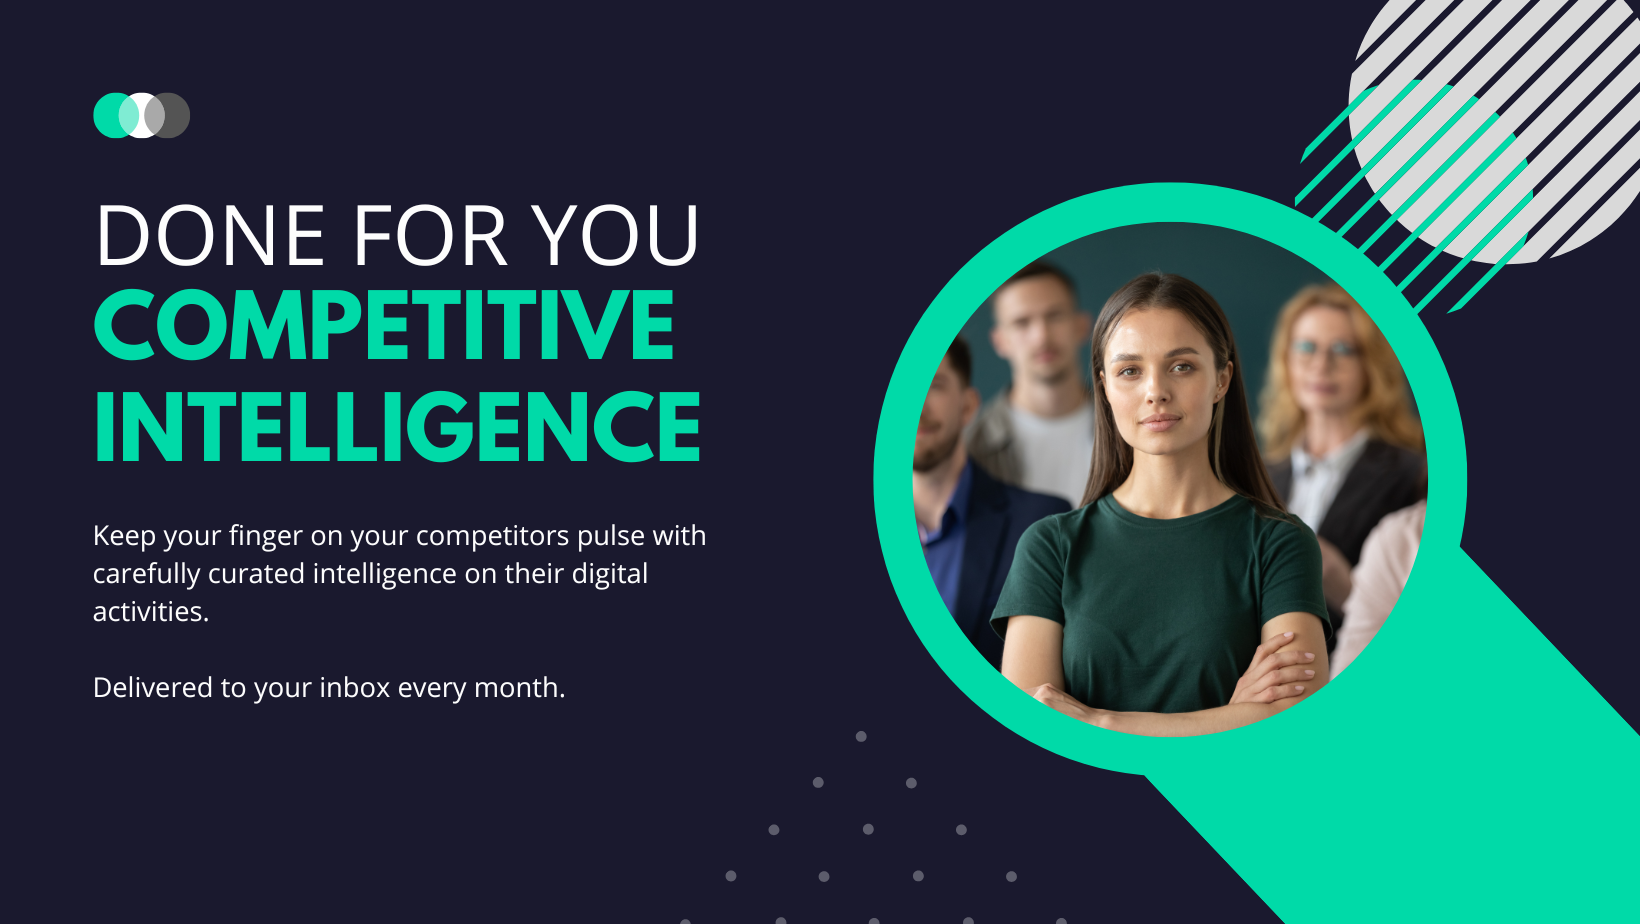 DONE FOR YOU
COMPETITIVE
INTELLIGENCE
Keep your finger on your competitors pulse with
carefully curated intelligence on their digital
activities.
Delivered to your inbox every month.